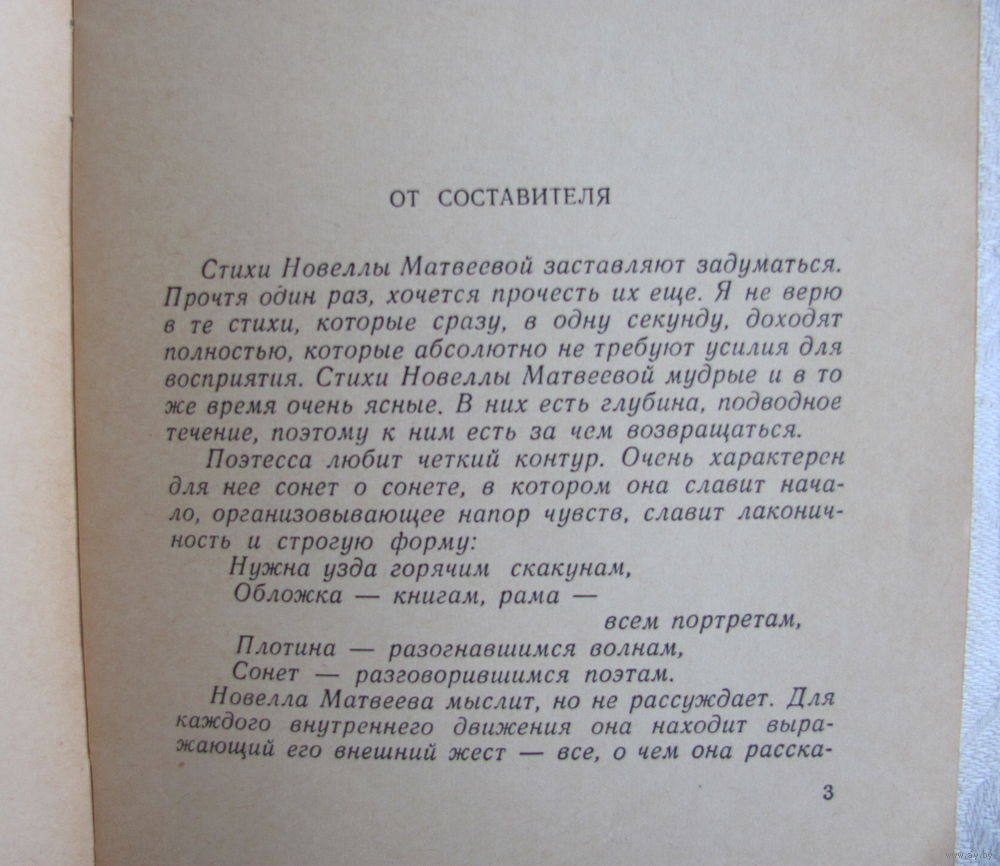 ОТ СОСТАВИТЕЛЯ
Стихи Новеллы Матвеевой заставляют задуматься.
Прочтя один раз, хочется прочесть их еще. Я не верю
в те стихи, которые сразу, в одну секунду, доходят
полностью, которые абсолютно не требуют усилия для
восприятия. Стихи Новеллы Матвеевой мудрые и в то
же время очень ясные. В них есть глубина, подводное
течение, поэтому к ним есть за чем возвращаться.
Поэтесса любит четкий контур. Очень характерен
для нее сонет о сонете, в котором она славит нача-
ло, организовывающее напор чувств, славит лаконич-
ность и строгую форму:
Нужна узда горячим скакунам,
Обложка — книгам, рама —
всем портретам,
Плотина — разогнавшимся волнам,
Сонет — разговорившимся поэтам.
Новелла Матвеева мыслит, но не рассуждает. Для
каждого внутреннего движения она находит выра-
жающий его внешний жест — все, о чем она расска-
3
www.ay.by